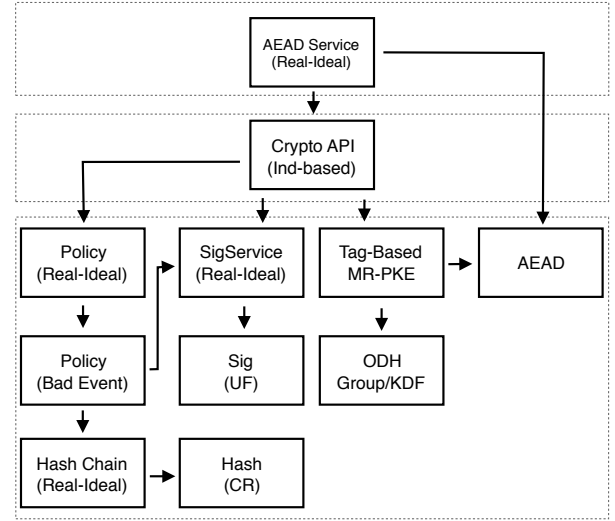 AEAD Service
(Real-Ideal)
Crypto API
(Ind-based)
Policy
(Real-Ideal)
SigService
(Real-Ideal)
Tag-Based
MR-PKE
AEAD
Policy
(Bad Event)
Sig
(UF)
ODH
Group/KDF
Hash Chain
(Real-Ideal)
Hash
(CR)